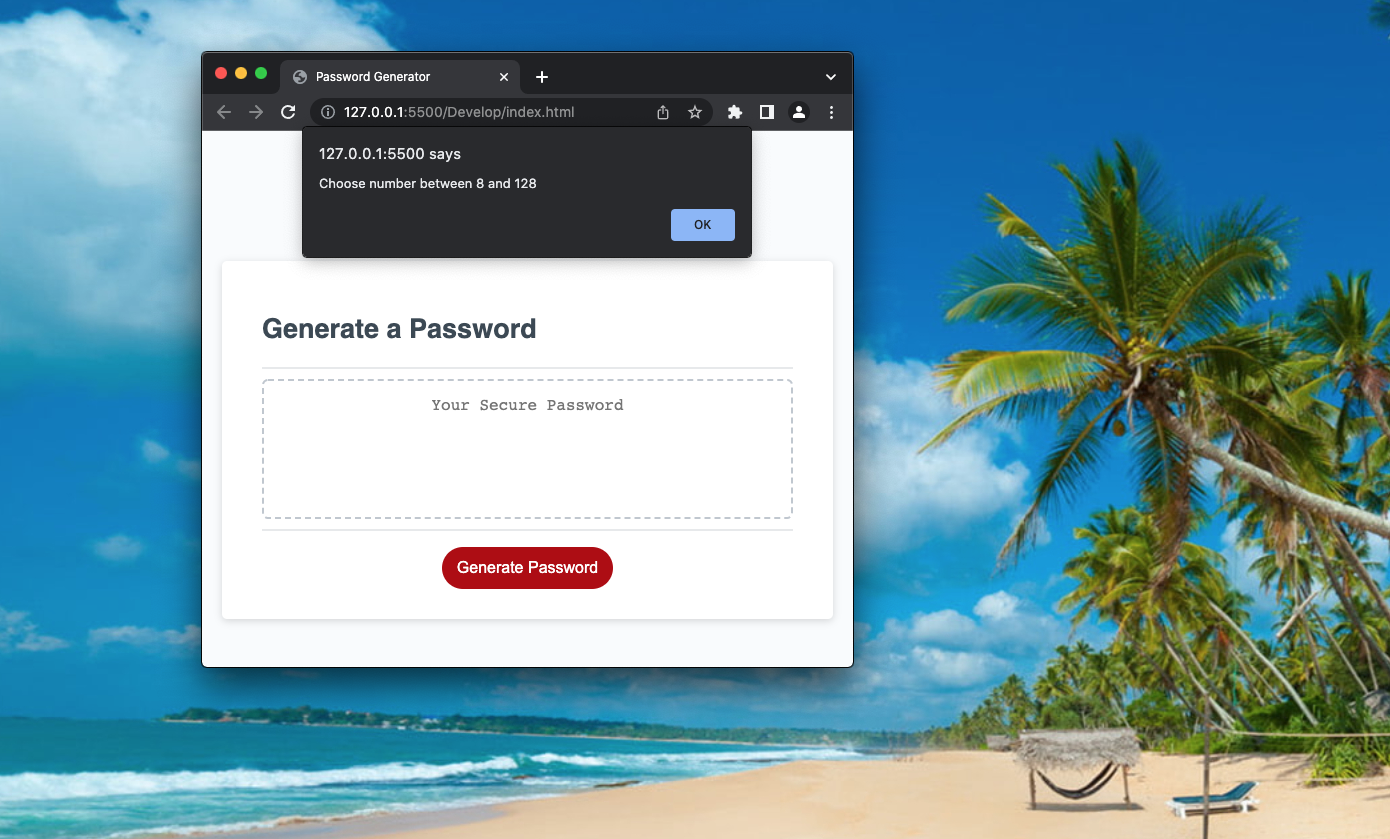 Password Generator
127.0.0.1:5500/Develop/index.html
127.0.0.1:5500 says
Choose number between 8 and 128
OK
Generate a Password
Your Secure Password
Generate Password